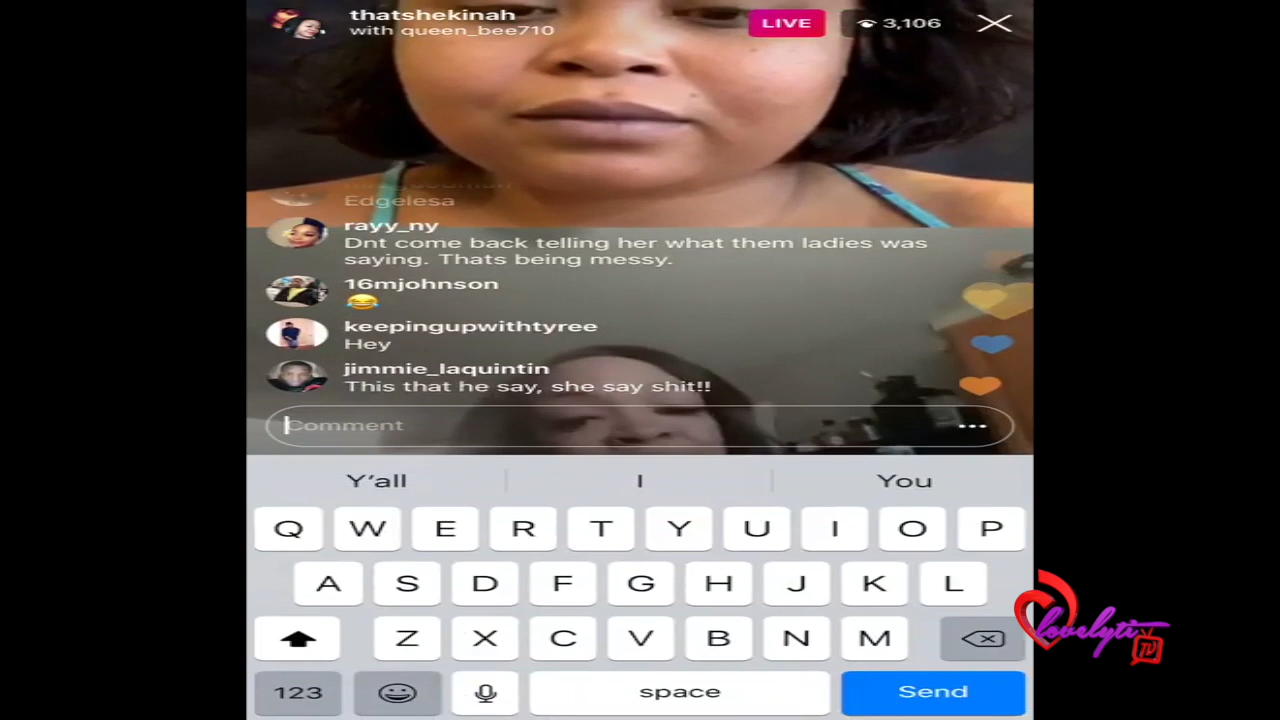 thatshekinah
with queen_bee710
LIVE
3,106
Edgelesa
rayy_ny
Dnt come back telling her what them ladies was
saying. Thats being messy.
16mjohnson
😂
keepingupwithtyree
Hey
jimmie_laquintin
This that he say, she say shit!!
Comment
Y'all I You
Q W E R T Y U I O P
A S D F G H J K L
Z X C V B N M
123 space Send
lovelyti
TV